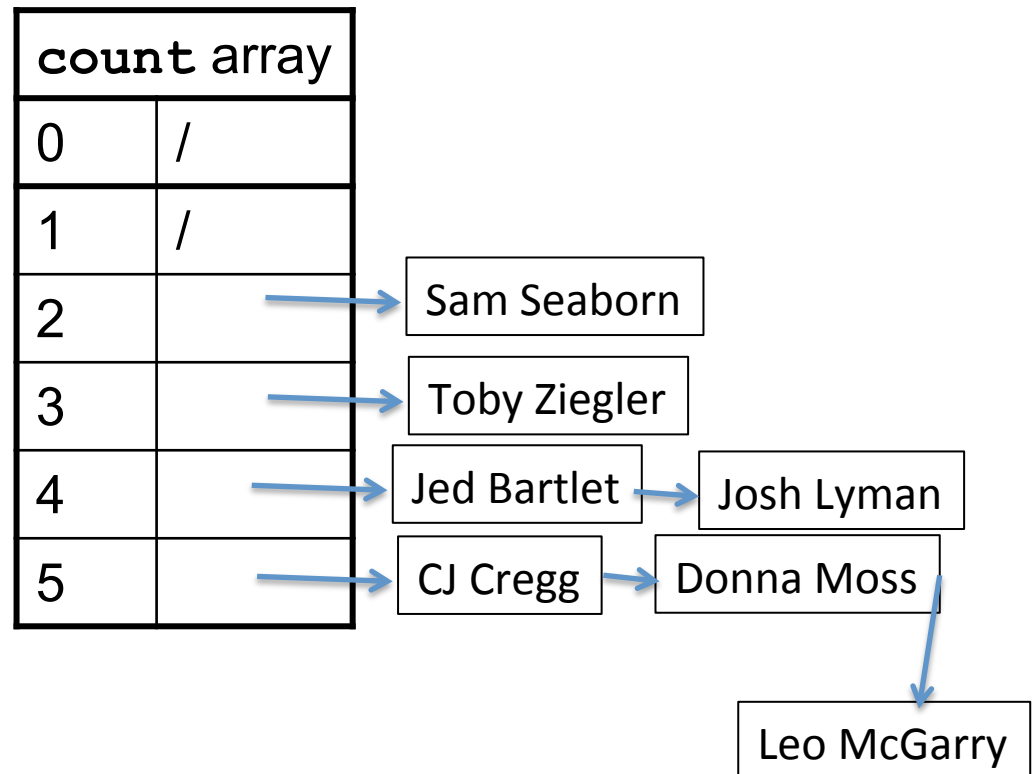 count array
0 /
1 /
2 Sam Seaborn
3 Toby Ziegler
4 Jed Bartlet Josh Lyman
5 CJ Cregg Donna Moss
Leo McGarry